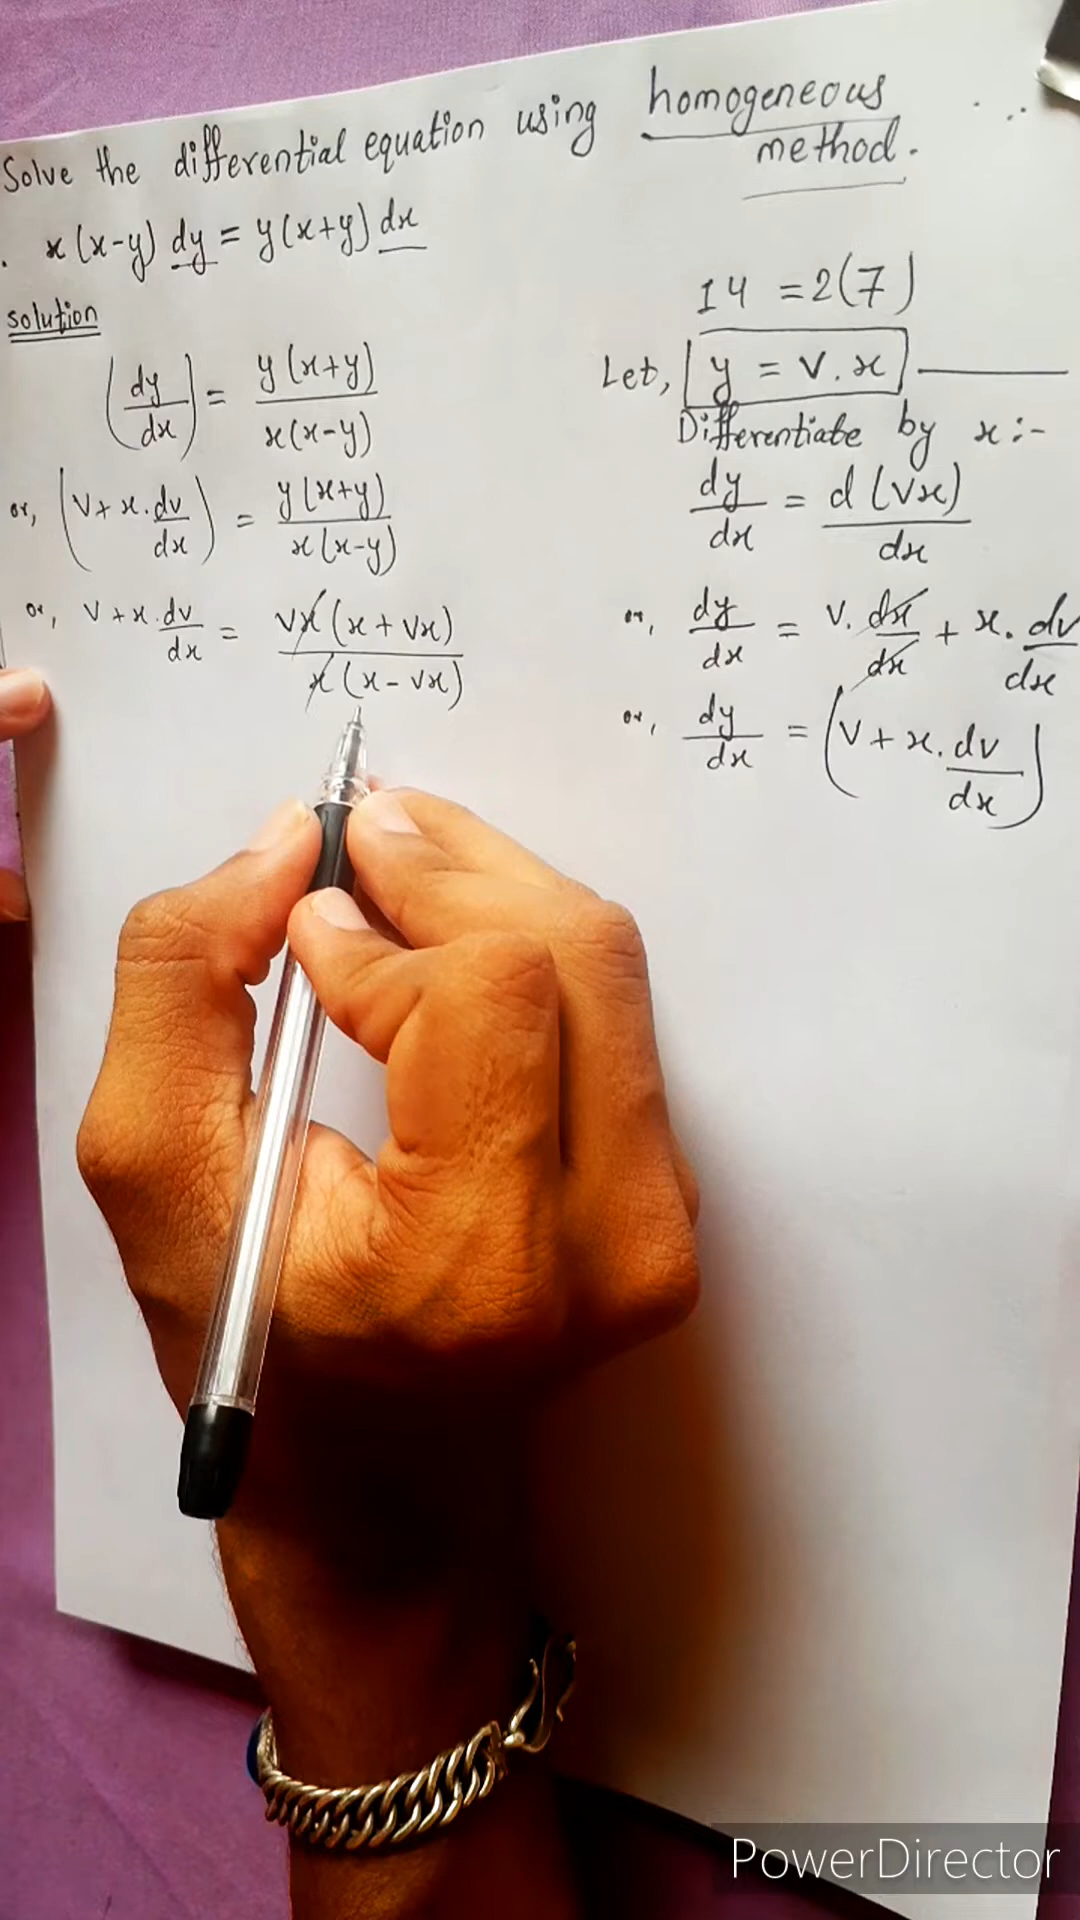 Solve the differential equation using homogeneous
method.
x(x-y) dy = y(x+y) dx
solution
(dy/dx) = y(x+y)/x(x-y)
or, (v+x.dv/dx) = y(x+y)/x(x-y)
or, v+x.dv/dx = vx(x+vx)/x(x-vx)
14 = 2(7)
Let, y = v.x
Differentiate by x:-
dy/dx = d(vx)/dx
or, dy/dx = v.dx/dx + x.dv/dx
or, dy/dx = (v+x.dv/dx)
PowerDirector